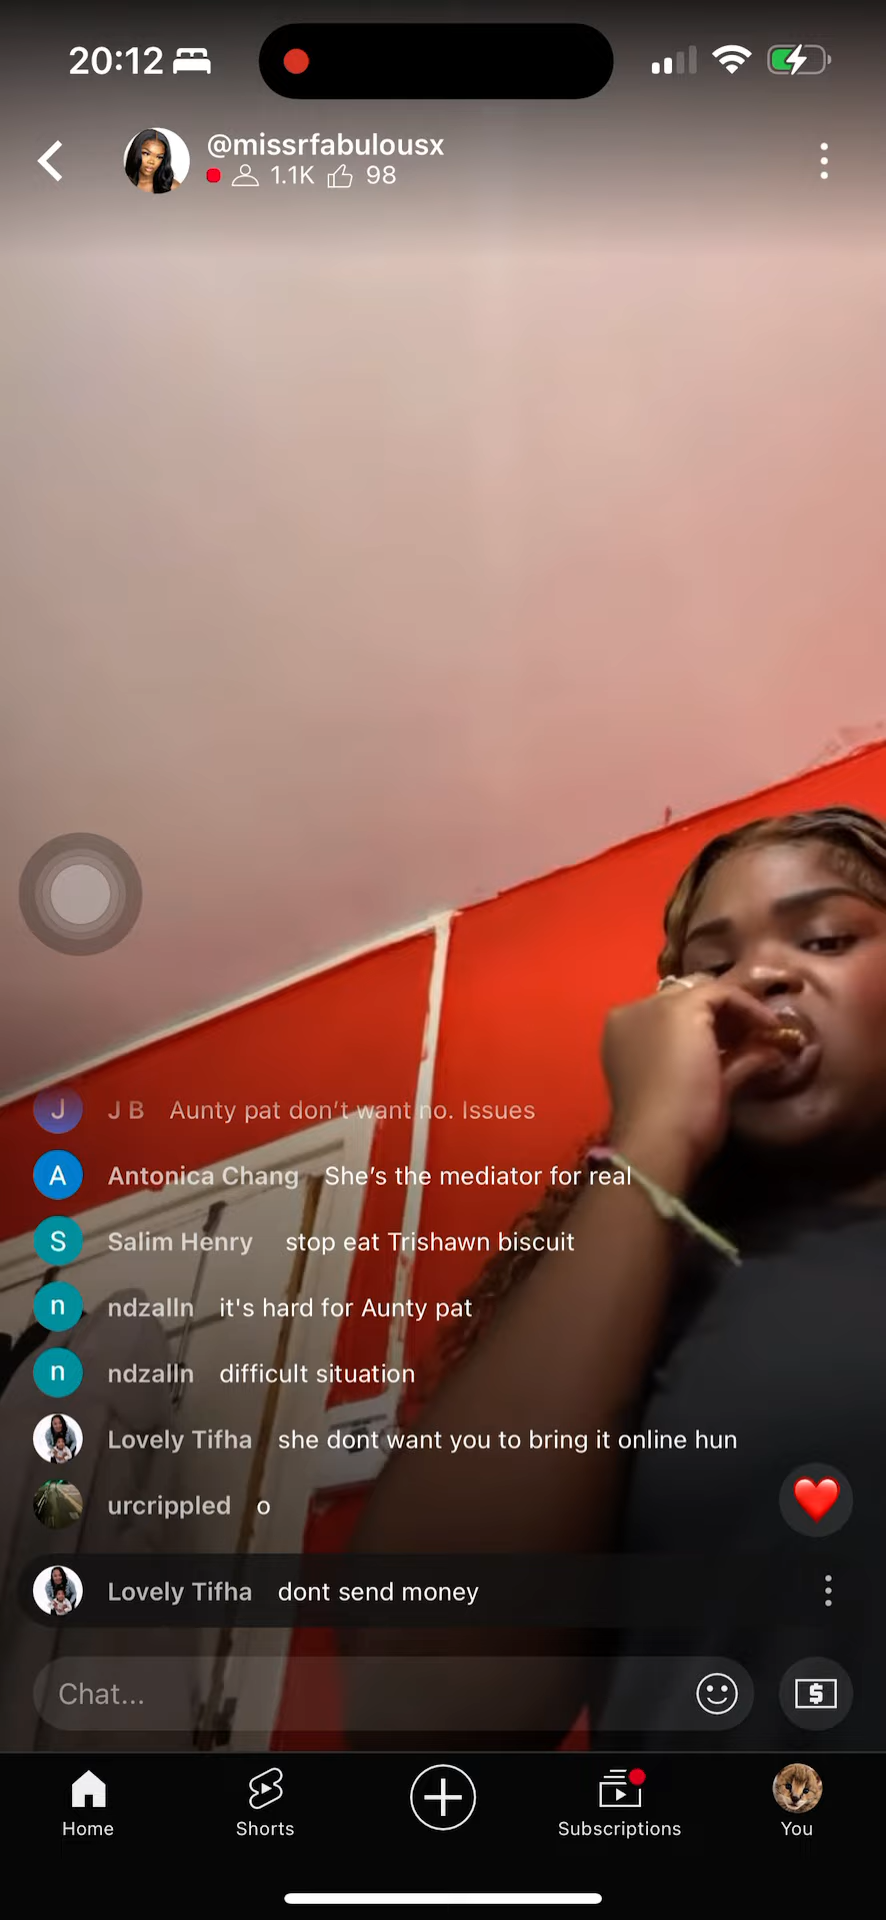 20:12
@missrfabulousx
1.1K 98
J J B Aunty pat don’t want no. Issues
A Antonica Chang She’s the mediator for real
S Salim Henry stop eat Trishawn biscuit
n ndzalln it's hard for Aunty pat
n ndzalln difficult situation
Lovely Tifha she dont want you to bring it online hun
urcrippled o
Lovely Tifha dont send money
Chat...
$
Home Shorts Subscriptions You